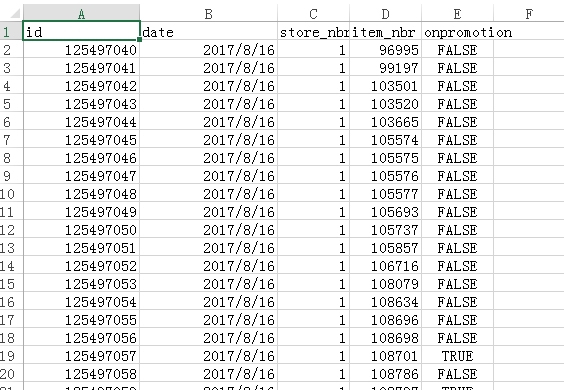 A B C D E F
1 id date store_nbr item_nbr onpromotion
2 125497040 2017/8/16 1 96995 FALSE
3 125497041 2017/8/16 1 99197 FALSE
4 125497042 2017/8/16 1 103501 FALSE
5 125497043 2017/8/16 1 103520 FALSE
6 125497044 2017/8/16 1 103665 FALSE
7 125497045 2017/8/16 1 105574 FALSE
8 125497046 2017/8/16 1 105575 FALSE
9 125497047 2017/8/16 1 105576 FALSE
10 125497048 2017/8/16 1 105577 FALSE
11 125497049 2017/8/16 1 105693 FALSE
12 125497050 2017/8/16 1 105737 FALSE
13 125497051 2017/8/16 1 105857 FALSE
14 125497052 2017/8/16 1 106716 FALSE
15 125497053 2017/8/16 1 108079 FALSE
16 125497054 2017/8/16 1 108634 FALSE
17 125497055 2017/8/16 1 108696 FALSE
18 125497056 2017/8/16 1 108698 FALSE
19 125497057 2017/8/16 1 108701 TRUE
20 125497058 2017/8/16 1 108786 FALSE